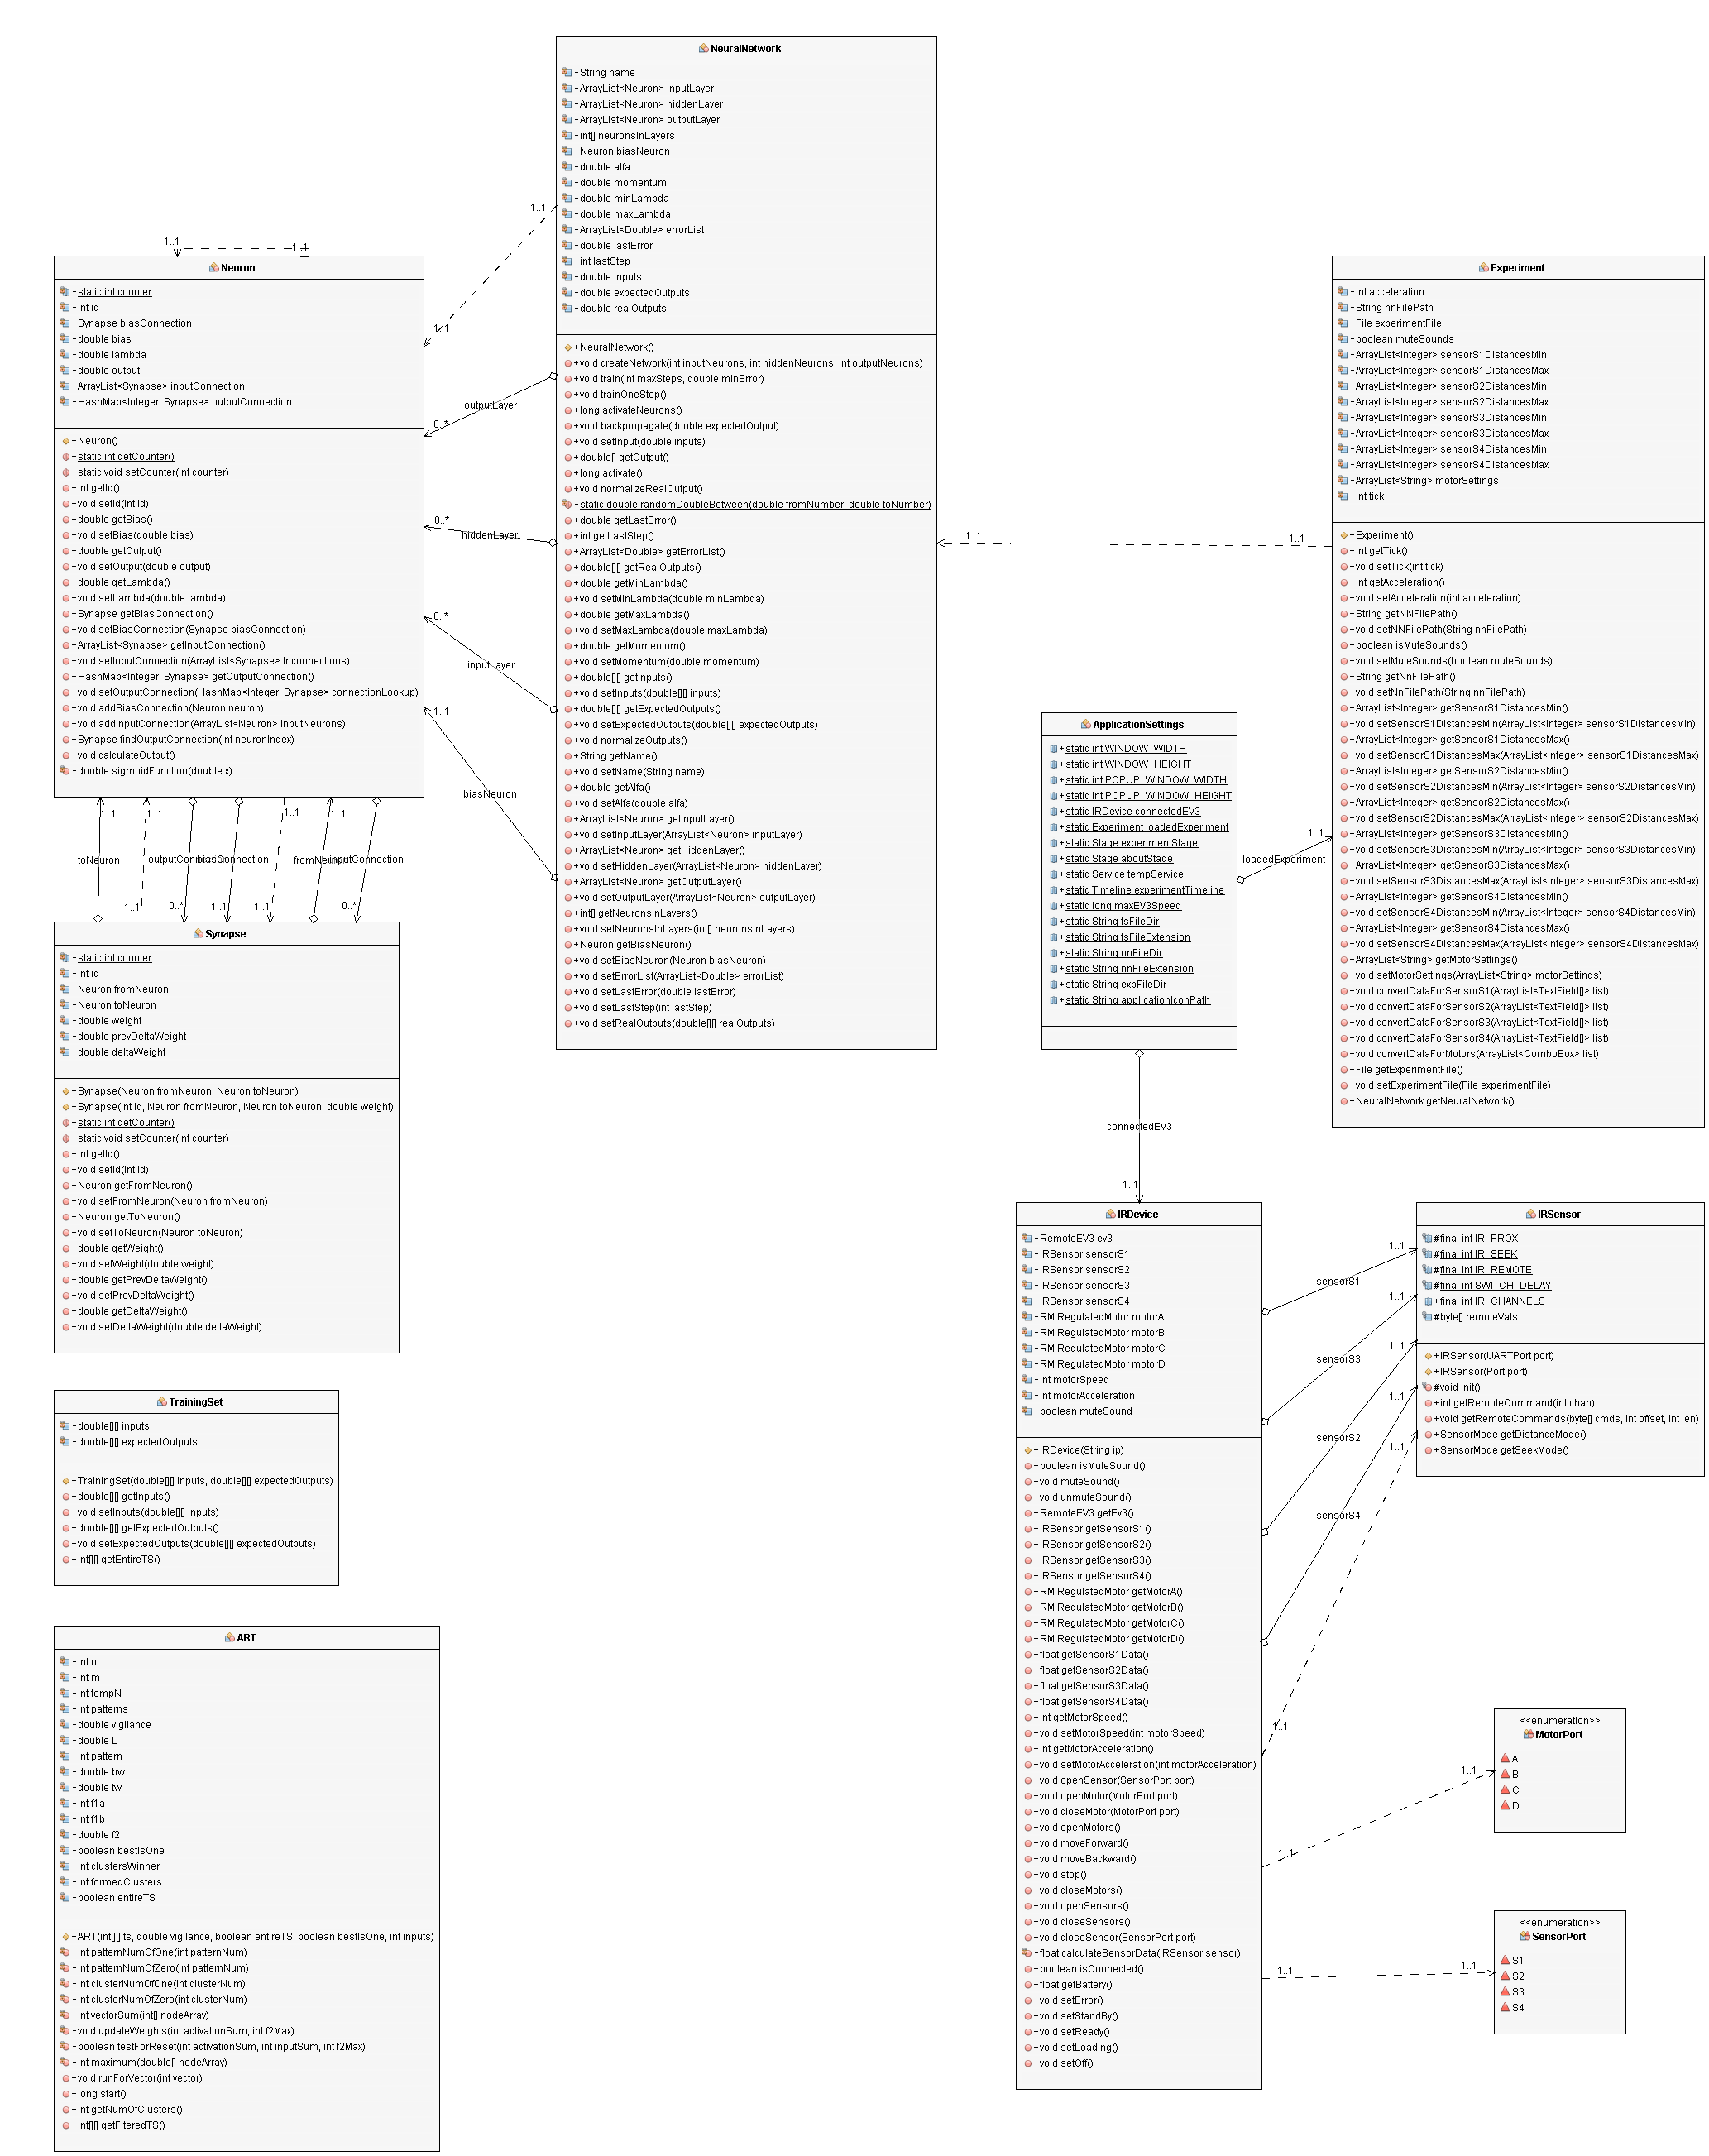 NeuralNetwork
- String name
- ArrayList<Neuron> inputLayer
- ArrayList<Neuron> hiddenLayer
- ArrayList<Neuron> outputLayer
- int[] neuronsInLayers
- Neuron biasNeuron
- double alfa
- double momentum
- double minLambda
- double maxLambda
- ArrayList<Double> errorList
- double lastError
- int lastStep
- double inputs
- double expectedOutputs
- double realOutputs
+ NeuralNetwork()
+ void createNetwork(int inputNeurons, int hiddenNeurons, int outputNeurons)
+ void train(int maxSteps, double minError)
+ void trainOneStep()
+ long activateNeurons()
+ void backpropagate(double expectedOutput)
+ void setInput(double inputs)
+ double[] getOutput()
+ long activate()
+ void normalizeRealOutput()
- static double randomDoubleBetween(double fromNumber, double toNumber)
+ double getLastError()
+ int getLastStep()
+ ArrayList<Double> getErrorList()
+ double[][] getRealOutputs()
+ double getMinLambda()
+ void setMinLambda(double minLambda)
+ double getMaxLambda()
+ void setMaxLambda(double maxLambda)
+ double getMomentum()
+ void setMomentum(double momentum)
+ double[][] getInputs()
+ void setInputs(double[][] inputs)
+ double[][] getExpectedOutputs()
+ void setExpectedOutputs(double[][] expectedOutputs)
+ void normalizeOutputs()
+ String getName()
+ void setName(String name)
+ double getAlfa()
+ void setAlfa(double alfa)
+ ArrayList<Neuron> getInputLayer()
+ void setInputLayer(ArrayList<Neuron> inputLayer)
+ ArrayList<Neuron> getHiddenLayer()
+ void setHiddenLayer(ArrayList<Neuron> hiddenLayer)
+ ArrayList<Neuron> getOutputLayer()
+ void setOutputLayer(ArrayList<Neuron> outputLayer)
+ int[] getNeuronsInLayers()
+ void setNeuronsInLayers(int[] neuronsInLayers)
+ Neuron getBiasNeuron()
+ void setBiasNeuron(Neuron biasNeuron)
+ void setErrorList(ArrayList<Double> errorList)
+ void setLastError(double lastError)
+ void setLastStep(int lastStep)
+ void setRealOutputs(double[][] realOutputs)
1..1
1..1
1..1
1..1
Neuron
- static int counter
- int id
- Synapse biasConnection
- double bias
- double lambda
- double output
- ArrayList<Synapse> inputConnection
- HashMap<Integer, Synapse> outputConnection
+ Neuron()
+ static int getCounter()
+ static void setCounter(int counter)
+ int getId()
+ void setId(int id)
+ double getBias()
+ void setBias(double bias)
+ double getOutput()
+ void setOutput(double output)
+ double getLambda()
+ void setLambda(double lambda)
+ Synapse getBiasConnection()
+ void setBiasConnection(Synapse biasConnection)
+ ArrayList<Synapse> getInputConnection()
+ void setInputConnection(ArrayList<Synapse> Inconnections)
+ HashMap<Integer, Synapse> getOutputConnection()
+ void setOutputConnection(HashMap<Integer, Synapse> connectionLookup)
+ void addBiasConnection(Neuron neuron)
+ void addInputConnection(ArrayList<Neuron> inputNeurons)
+ Synapse findOutputConnection(int neuronIndex)
+ void calculateOutput()
- double sigmoidFunction(double x)
outputLayer
0..*
0..*
hiddenLayer
0..*
inputLayer
1..1
biasNeuron
1..1
1..1
1..1
1..1
toNeuron
outputConnection
biasConnection
fromNeuron
inputConnection
1..1
0..*
1..1
1..1
0..*
Synapse
- static int counter
- int id
- Neuron fromNeuron
- Neuron toNeuron
- double weight
- double prevDeltaWeight
- double deltaWeight
+ Synapse(Neuron fromNeuron, Neuron toNeuron)
+ Synapse(int id, Neuron fromNeuron, Neuron toNeuron, double weight)
+ static int getCounter()
+ static void setCounter(int counter)
+ int getId()
+ void setId(int id)
+ Neuron getFromNeuron()
+ void setFromNeuron(Neuron fromNeuron)
+ Neuron getToNeuron()
+ void setToNeuron(Neuron toNeuron)
+ double getWeight()
+ void setWeight(double weight)
+ double getPrevDeltaWeight()
+ void setPrevDeltaWeight()
+ double getDeltaWeight()
+ void setDeltaWeight(double deltaWeight)
TrainingSet
- double[][] inputs
- double[][] expectedOutputs
+ TrainingSet(double[][] inputs, double[][] expectedOutputs)
+ double[][] getInputs()
+ void setInputs(double[][] inputs)
+ double[][] getExpectedOutputs()
+ void setExpectedOutputs(double[][] expectedOutputs)
+ int[][] getEntireTS()
ART
- int n
- int m
- int tempN
- int patterns
- double vigilance
- double L
- int pattern
- double bw
- double tw
- int f1a
- int f1b
- double f2
- boolean bestIsOne
- int clustersWinner
- int formedClusters
- boolean entireTS
+ ART(int[][] ts, double vigilance, boolean entireTS, boolean bestIsOne, int inputs)
- int patternNumOfOne(int patternNum)
- int patternNumOfZero(int patternNum)
- int clusterNumOfOne(int clusterNum)
- int clusterNumOfZero(int clusterNum)
- int vectorSum(int[] nodeArray)
- void updateWeights(int activationSum, int f2Max)
- boolean testForReset(int activationSum, int inputSum, int f2Max)
- int maximum(double[] nodeArray)
+ void runForVector(int vector)
+ long start()
+ int getNumOfClusters()
+ int[][] getFiteredTS()
1..1
1..1
Experiment
- int acceleration
- String nnFilePath
- File experimentFile
- boolean muteSounds
- ArrayList<Integer> sensorS1DistancesMin
- ArrayList<Integer> sensorS1DistancesMax
- ArrayList<Integer> sensorS2DistancesMin
- ArrayList<Integer> sensorS2DistancesMax
- ArrayList<Integer> sensorS3DistancesMin
- ArrayList<Integer> sensorS3DistancesMax
- ArrayList<Integer> sensorS4DistancesMin
- ArrayList<Integer> sensorS4DistancesMax
- ArrayList<String> motorSettings
- int tick
+ Experiment()
+ int getTick()
+ void setTick(int tick)
+ int getAcceleration()
+ void setAcceleration(int acceleration)
+ String getNNFilePath()
+ void setNNFilePath(String nnFilePath)
+ boolean isMuteSounds()
+ void setMuteSounds(boolean muteSounds)
+ String getNnFilePath()
+ void setNnFilePath(String nnFilePath)
+ ArrayList<Integer> getSensorS1DistancesMin()
+ void setSensorS1DistancesMin(ArrayList<Integer> sensorS1DistancesMin)
+ ArrayList<Integer> getSensorS1DistancesMax()
+ void setSensorS1DistancesMax(ArrayList<Integer> sensorS1DistancesMax)
+ ArrayList<Integer> getSensorS2DistancesMin()
+ void setSensorS2DistancesMin(ArrayList<Integer> sensorS2DistancesMin)
+ ArrayList<Integer> getSensorS2DistancesMax()
+ void setSensorS2DistancesMax(ArrayList<Integer> sensorS2DistancesMax)
+ ArrayList<Integer> getSensorS3DistancesMin()
+ void setSensorS3DistancesMin(ArrayList<Integer> sensorS3DistancesMin)
+ ArrayList<Integer> getSensorS3DistancesMax()
+ void setSensorS3DistancesMax(ArrayList<Integer> sensorS3DistancesMax)
+ ArrayList<Integer> getSensorS4DistancesMin()
+ void setSensorS4DistancesMin(ArrayList<Integer> sensorS4DistancesMin)
+ ArrayList<Integer> getSensorS4DistancesMax()
+ void setSensorS4DistancesMax(ArrayList<Integer> sensorS4DistancesMax)
+ ArrayList<String> getMotorSettings()
+ void setMotorSettings(ArrayList<String> motorSettings)
+ void convertDataForSensorS1(ArrayList<TextField[]> list)
+ void convertDataForSensorS2(ArrayList<TextField[]> list)
+ void convertDataForSensorS3(ArrayList<TextField[]> list)
+ void convertDataForSensorS4(ArrayList<TextField[]> list)
+ void convertDataForMotors(ArrayList<ComboBox> list)
+ File getExperimentFile()
+ void setExperimentFile(File experimentFile)
+ NeuralNetwork getNeuralNetwork()
ApplicationSettings
+ static int WINDOW_WIDTH
+ static int WINDOW_HEIGHT
+ static int POPUP_WINDOW_WIDTH
+ static int POPUP_WINDOW_HEIGHT
+ static IRDevice connectedEV3
+ static Experiment loadedExperiment
+ static Stage experimentStage
+ static Stage aboutStage
+ static Service tempService
+ static Timeline experimentTimeline
+ static long maxEV3Speed
+ static String tsFileDir
+ static String tsFileExtension
+ static String nnFileDir
+ static String nnFileExtension
+ static String expFileDir
+ static String applicationIconPath
1..1
loadedExperiment
connectedEV3
1..1
IRDevice
- RemoteEV3 ev3
- IRSensor sensorS1
- IRSensor sensorS2
- IRSensor sensorS3
- IRSensor sensorS4
- RMIRegulatedMotor motorA
- RMIRegulatedMotor motorB
- RMIRegulatedMotor motorC
- RMIRegulatedMotor motorD
- int motorSpeed
- int motorAcceleration
- boolean muteSound
+ IRDevice(String ip)
+ boolean isMuteSound()
+ void muteSound()
+ void unmuteSound()
+ RemoteEV3 getEv3()
+ IRSensor getSensorS1()
+ IRSensor getSensorS2()
+ IRSensor getSensorS3()
+ IRSensor getSensorS4()
+ RMIRegulatedMotor getMotorA()
+ RMIRegulatedMotor getMotorB()
+ RMIRegulatedMotor getMotorC()
+ RMIRegulatedMotor getMotorD()
+ float getSensorS1Data()
+ float getSensorS2Data()
+ float getSensorS3Data()
+ float getSensorS4Data()
+ int getMotorSpeed()
+ void setMotorSpeed(int motorSpeed)
+ int getMotorAcceleration()
+ void setMotorAcceleration(int motorAcceleration)
+ void openSensor(SensorPort port)
+ void openMotor(MotorPort port)
+ void closeMotor(MotorPort port)
+ void openMotors()
+ void moveForward()
+ void moveBackward()
+ void stop()
+ void closeMotors()
+ void openSensors()
+ void closeSensors()
+ void closeSensor(SensorPort port)
- float calculateSensorData(IRSensor sensor)
+ boolean isConnected()
+ float getBattery()
+ void setError()
+ void setStandBy()
+ void setReady()
+ void setLoading()
+ void setOff()
1..1
sensorS1
1..1
sensorS3
1..1
1..1
sensorS2
1..1
sensorS4
1..1
IRSensor
# final int IR_PROX
# final int IR_SEEK
# final int IR_REMOTE
# final int SWITCH_DELAY
+ final int IR_CHANNELS
# byte[] remoteVals
+ IRSensor(UARTPort port)
+ IRSensor(Port port)
# void init()
+ int getRemoteCommand(int chan)
+ void getRemoteCommands(byte[] cmds, int offset, int len)
+ SensorMode getDistanceMode()
+ SensorMode getSeekMode()
1..1
1..1
<<enumeration>>
MotorPort
A
B
C
D
1..1
1..1
<<enumeration>>
SensorPort
S1
S2
S3
S4